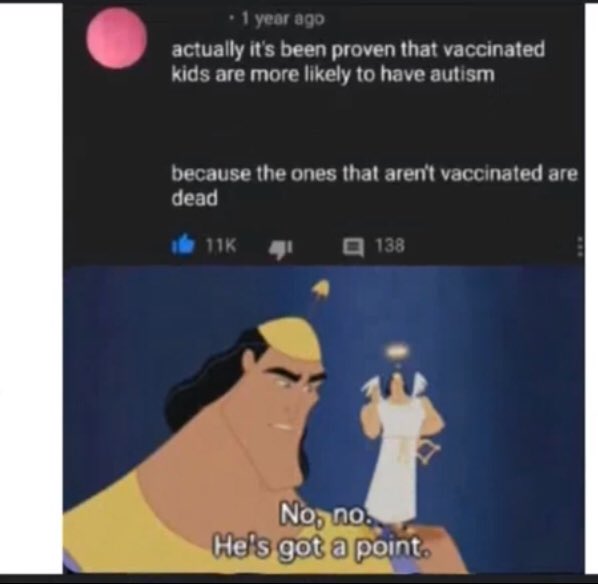 · 1 year ago
actually it's been proven that vaccinated
kids are more likely to have autism
because the ones that aren't vaccinated are
dead
11K
138
No, no.
He's got a point.